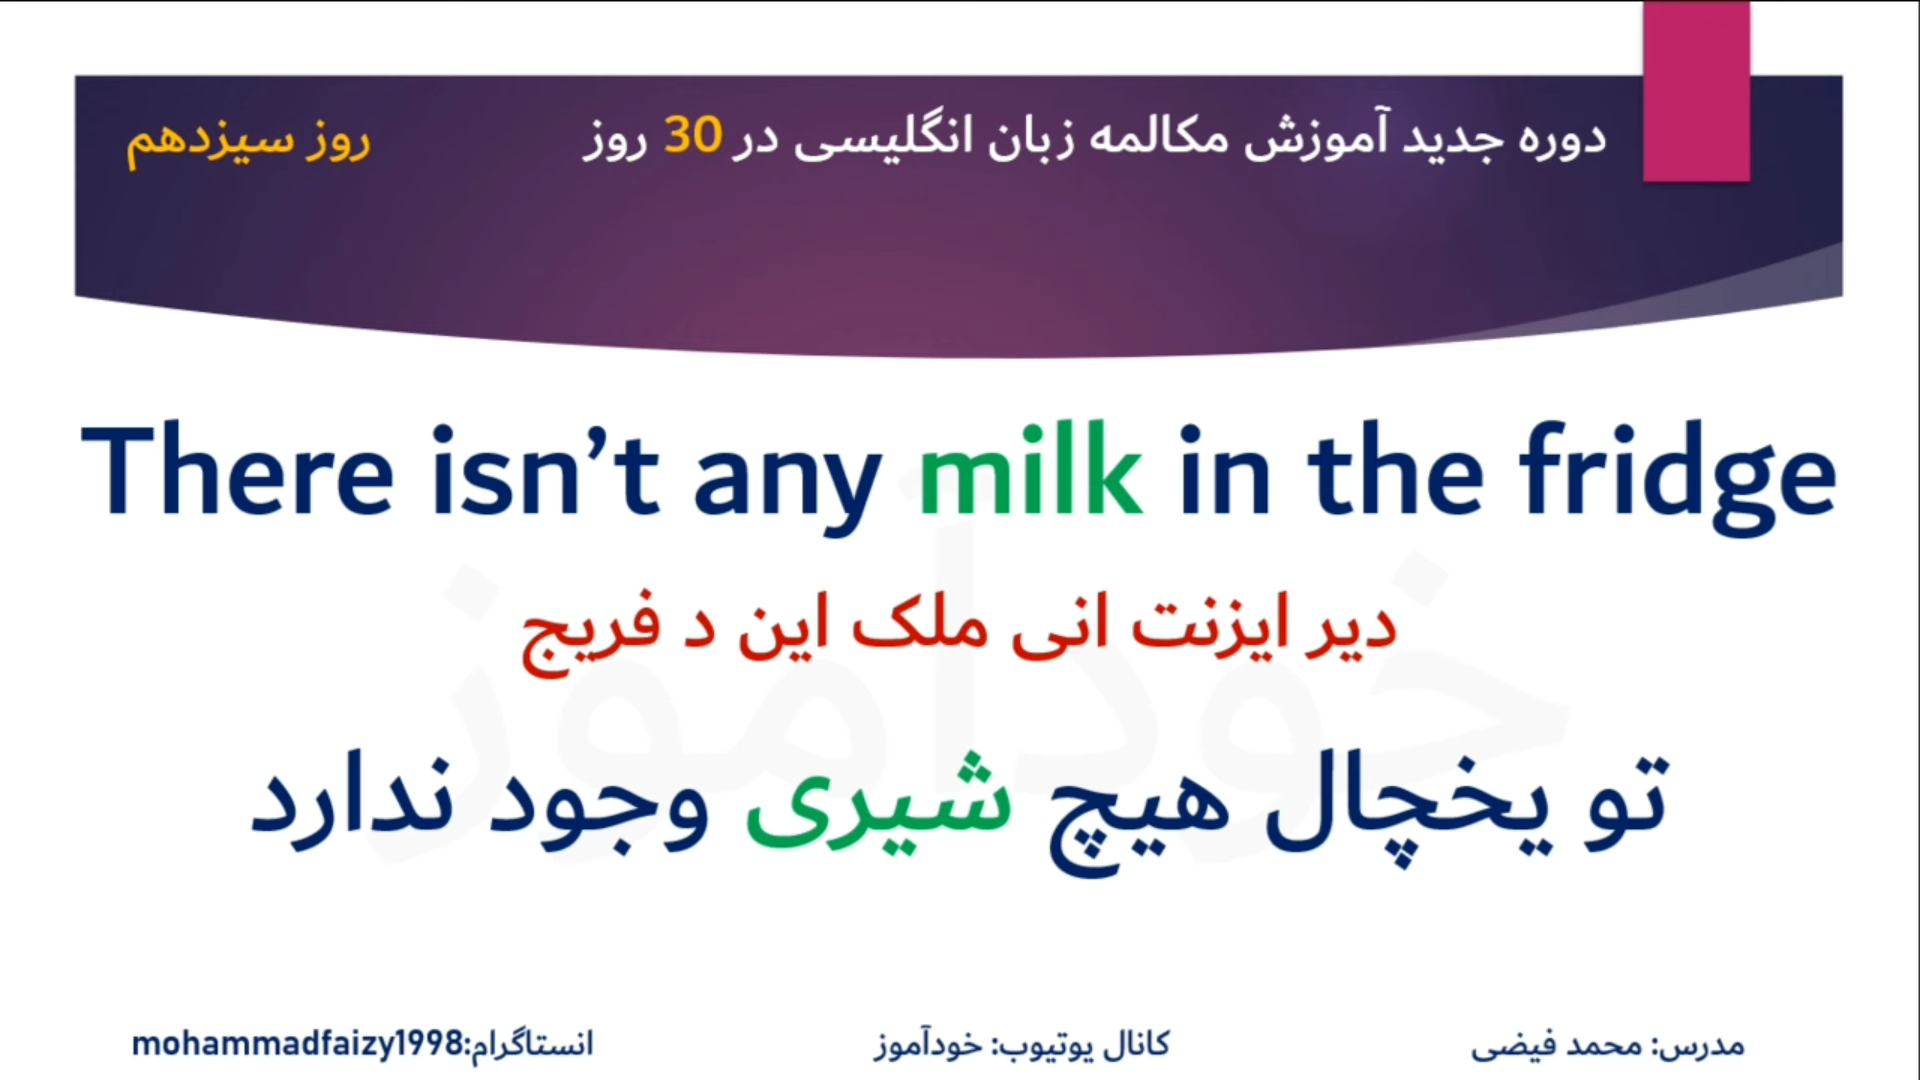 دوره جدید آموزش مکالمه زبان انگلیسی در 30 روز
روز سیزدهم
There isn’t any milk in the fridge
دیر ایزنت انی ملک این د فریج
تو یخچال هیچ شیری وجود ندارد
خودآموز
مدرس: محمد فیضی
کانال یوتیوب: خودآموز
انستاگرام:mohammadfaizy1998